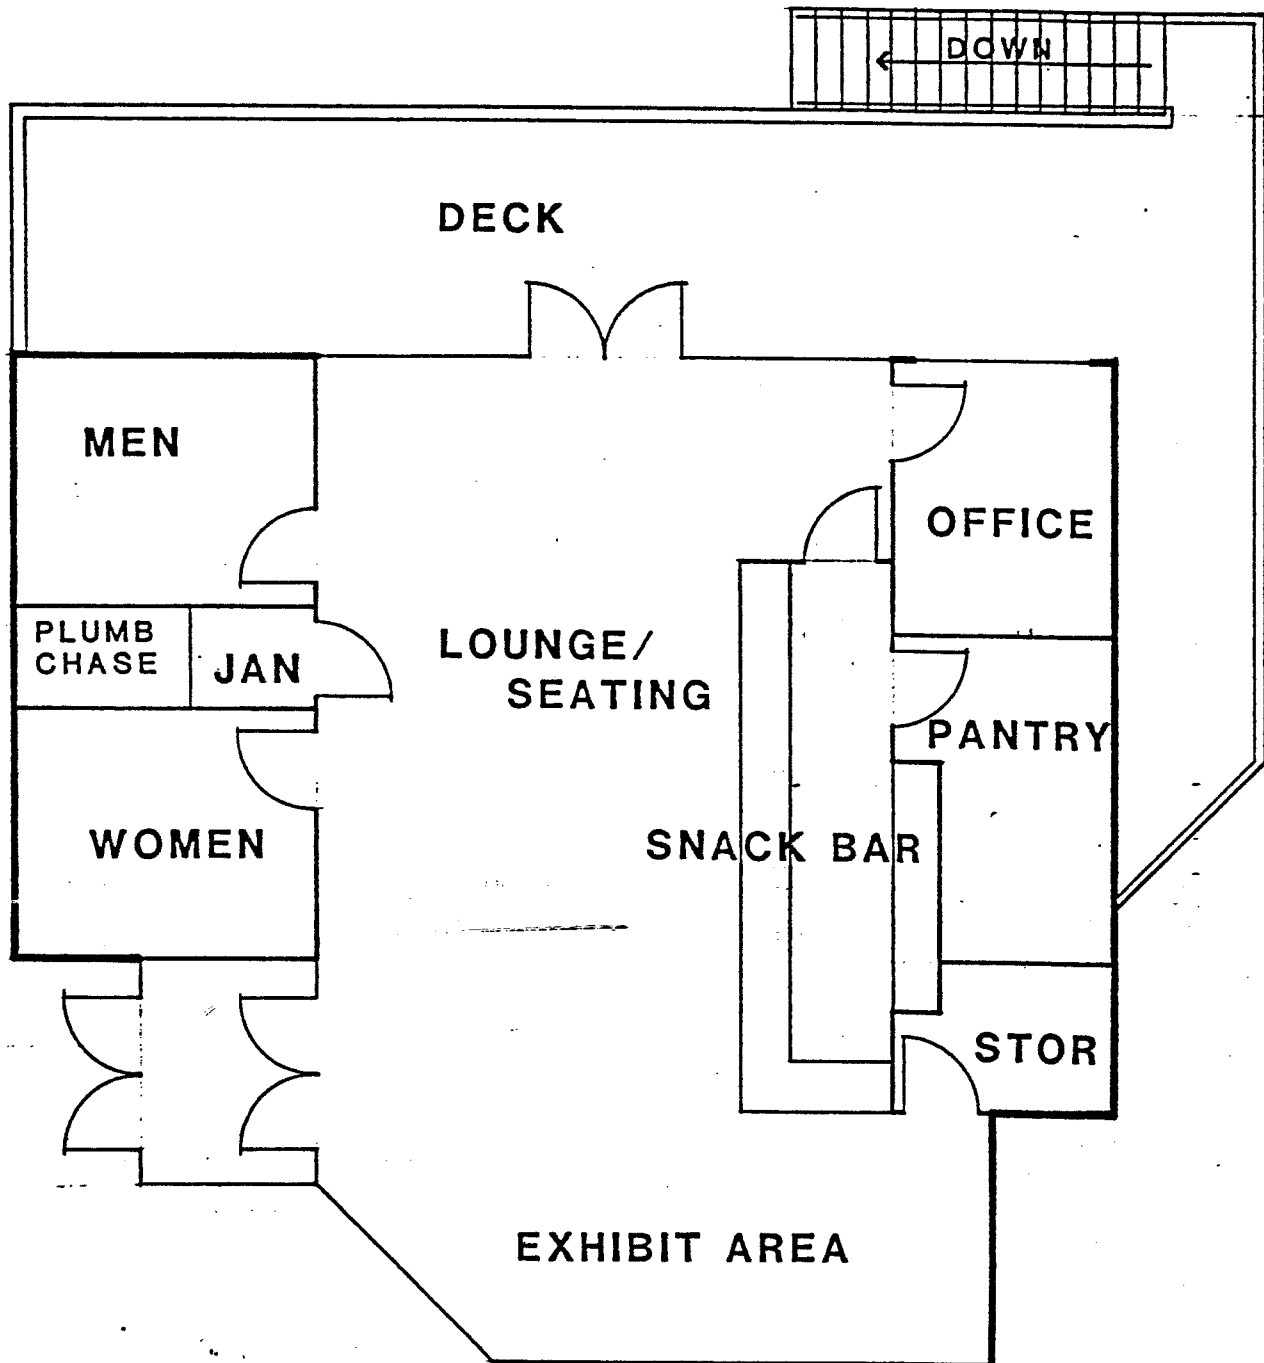 DOWN
DECK
MEN
OFFICE
PLUMB
CHASE
JAN
LOUNGE/
SEATING
PANTRY
WOMEN
SNACK BAR
STOR
EXHIBIT AREA